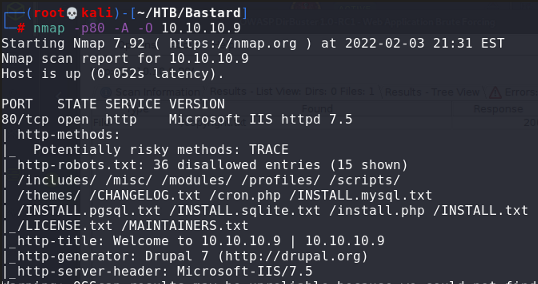 ┌──(root💀kali)-[~/HTB/Bastard]
└─# nmap -p80 -A -O 10.10.10.9
Starting Nmap 7.92 ( https://nmap.org ) at 2022-02-03 21:31 EST
Nmap scan report for 10.10.10.9
Host is up (0.052s latency).
PORT   STATE SERVICE VERSION
80/tcp open  http    Microsoft IIS httpd 7.5
| http-methods:
|_  Potentially risky methods: TRACE
| http-robots.txt: 36 disallowed entries (15 shown)
| /includes/ /misc/ /modules/ /profiles/ /scripts/
| /themes/ /CHANGELOG.txt /cron.php /INSTALL.mysql.txt
| /INSTALL.pgsql.txt /INSTALL.sqlite.txt /install.php /INSTALL.txt
|_/LICENSE.txt /MAINTAINERS.txt
|_http-title: Welcome to 10.10.10.9 | 10.10.10.9
|_http-generator: Drupal 7 (http://drupal.org)
|_http-server-header: Microsoft-IIS/7.5